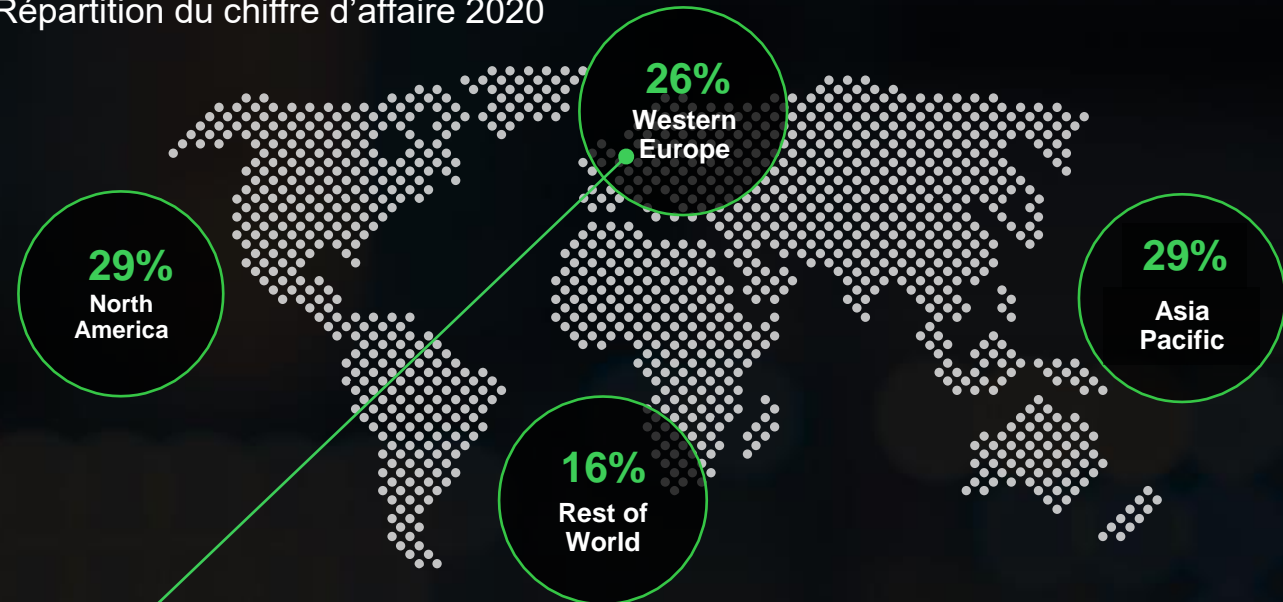 Répartition du chiffre d’affaire 2020
26%
Western
Europe
29%
North
America
29%
Asia
Pacific
16%
Rest of
World